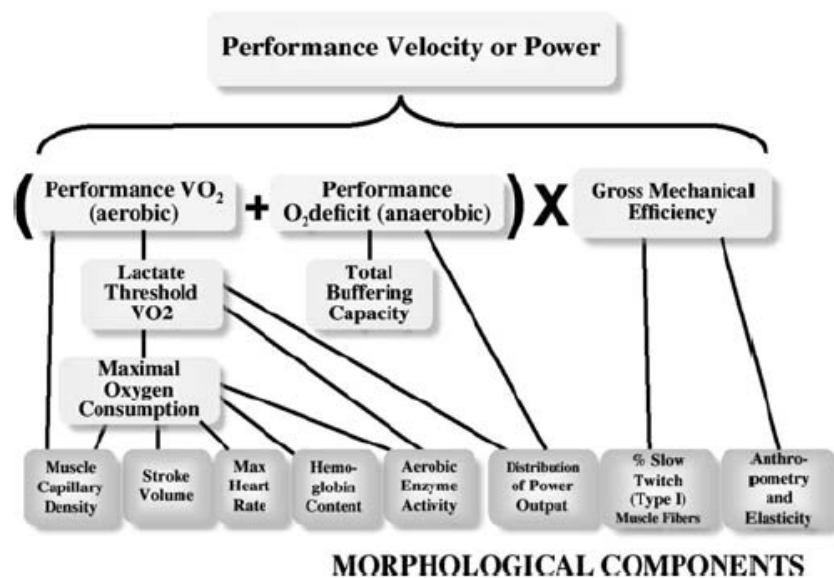 Performance Velocity or Power
( Performance VO₂ + Performance ) X Gross Mechanical
(aerobic) O₂deficit (anaerobic) Efficiency
Lactate
Threshold
VO2
Total
Buffering
Capacity
Maximal
Oxygen
Consumption
Muscle
Capillary
Density
Stroke
Volume
Max
Heart
Rate
Hemo-
globin
Content
Aerobic
Enzyme
Activity
Distribution
of Power
Output
% Slow
Twitch
(Type I)
Muscle Fibers
Anthro-
pometry
and
Elasticity
MORPHOLOGICAL COMPONENTS